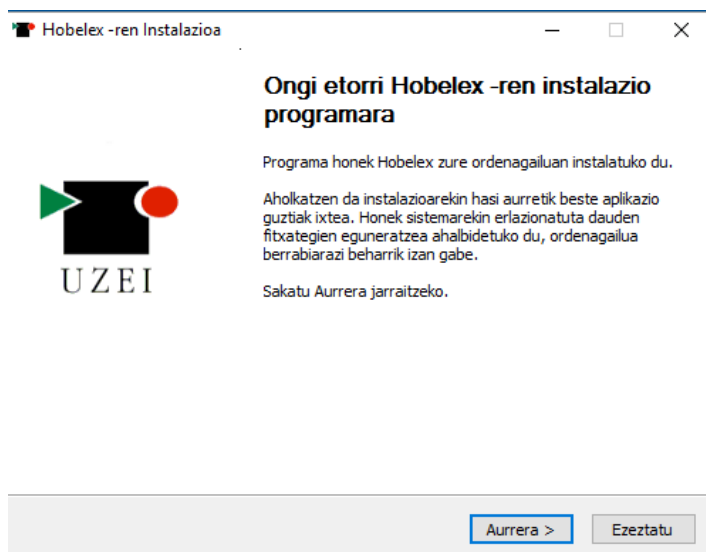 Hobelex -ren Instalazioa
Ongi etorri Hobelex -ren instalazio
programara
Programa honek Hobelex zure ordenagailuan instalatuko du.
Aholkatzen da instalazioarekin hasi aurretik beste aplikazio
guztiak ixtea. Honek sistemarekin erlazionatuta dauden
fitxategien eguneratzea ahalbidetuko du, ordenagailua
berrabiarazi beharrik izan gabe.
Sakatu Aurrera jarraitzeko.
UZEI
Aurrera >
Ezeztatu